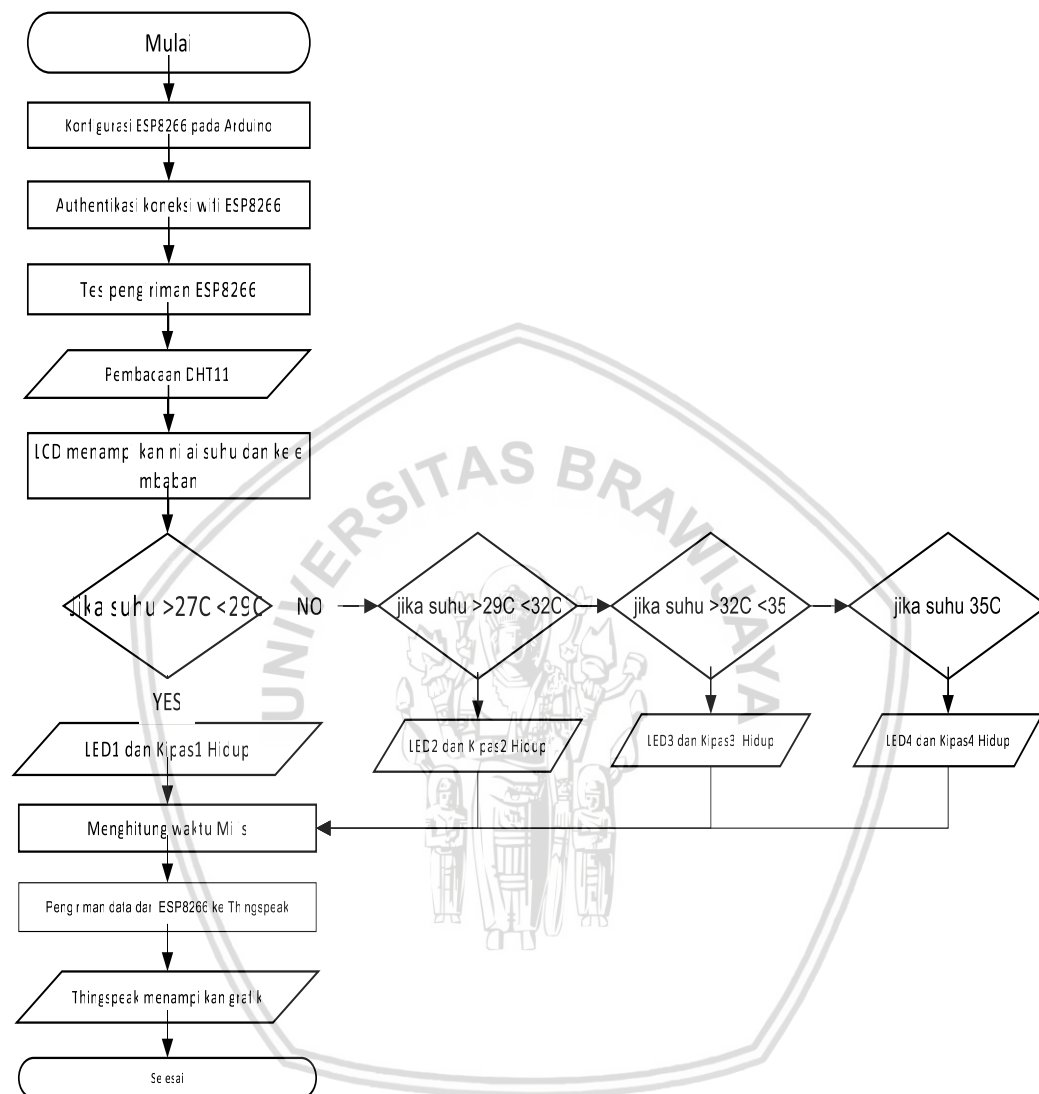 Mulai
Konfigurasi ESP8266 pada Arduino
Authentikasi koneksi wifi ESP8266
Tes pengiriman ESP8266
Pembacaan DHT11
LCD menampilkan nilai suhu dan kele
mbaban
jika suhu >27C <29C
NO
jika suhu >29C <32C
jika suhu >32C <35
jika suhu 35C
YES
LED1 dan Kipas1 Hidup
LED2 dan Kipas2 Hidup
LED3 dan Kipas3 Hidup
LED4 dan Kipas4 Hidup
Menghitung waktu Millis
Pengiriman data dari ESP8266 ke Thingspeak
Thingspeak menampilkan grafik
Selesai
UNIVERSITAS BRAWIJAYA